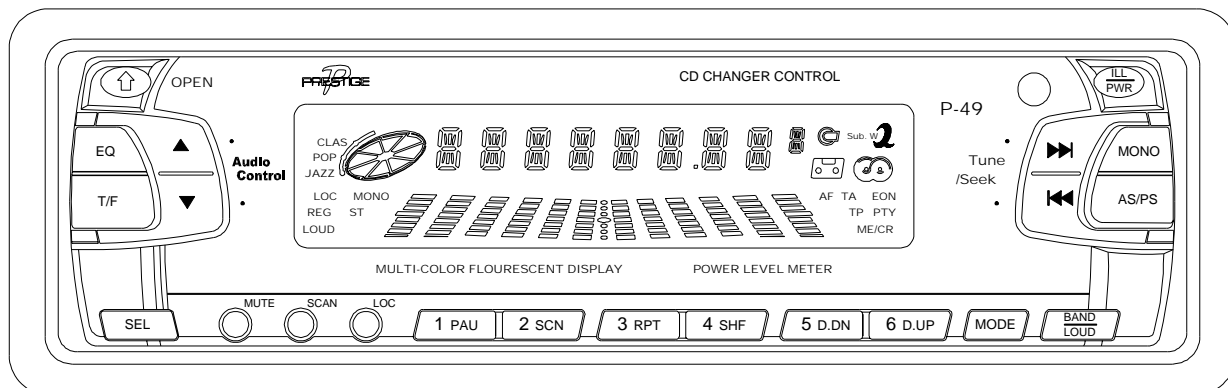 OPEN
PRESTIGE
CD CHANGER CONTROL
ILL
PWR
P-49
EQ
T/F
Audio
Control
CLAS
POP
JAZZ
LOC MONO
REG ST
LOUD
Sub. W
AF TA EON
TP PTY
ME/CR
Tune
/Seek
MONO
AS/PS
MULTI-COLOR FLOURESCENT DISPLAY
POWER LEVEL METER
SEL
MUTE
SCAN
LOC
1 PAU
2 SCN
3 RPT
4 SHF
5 D.DN
6 D.UP
MODE
BAND
LOUD